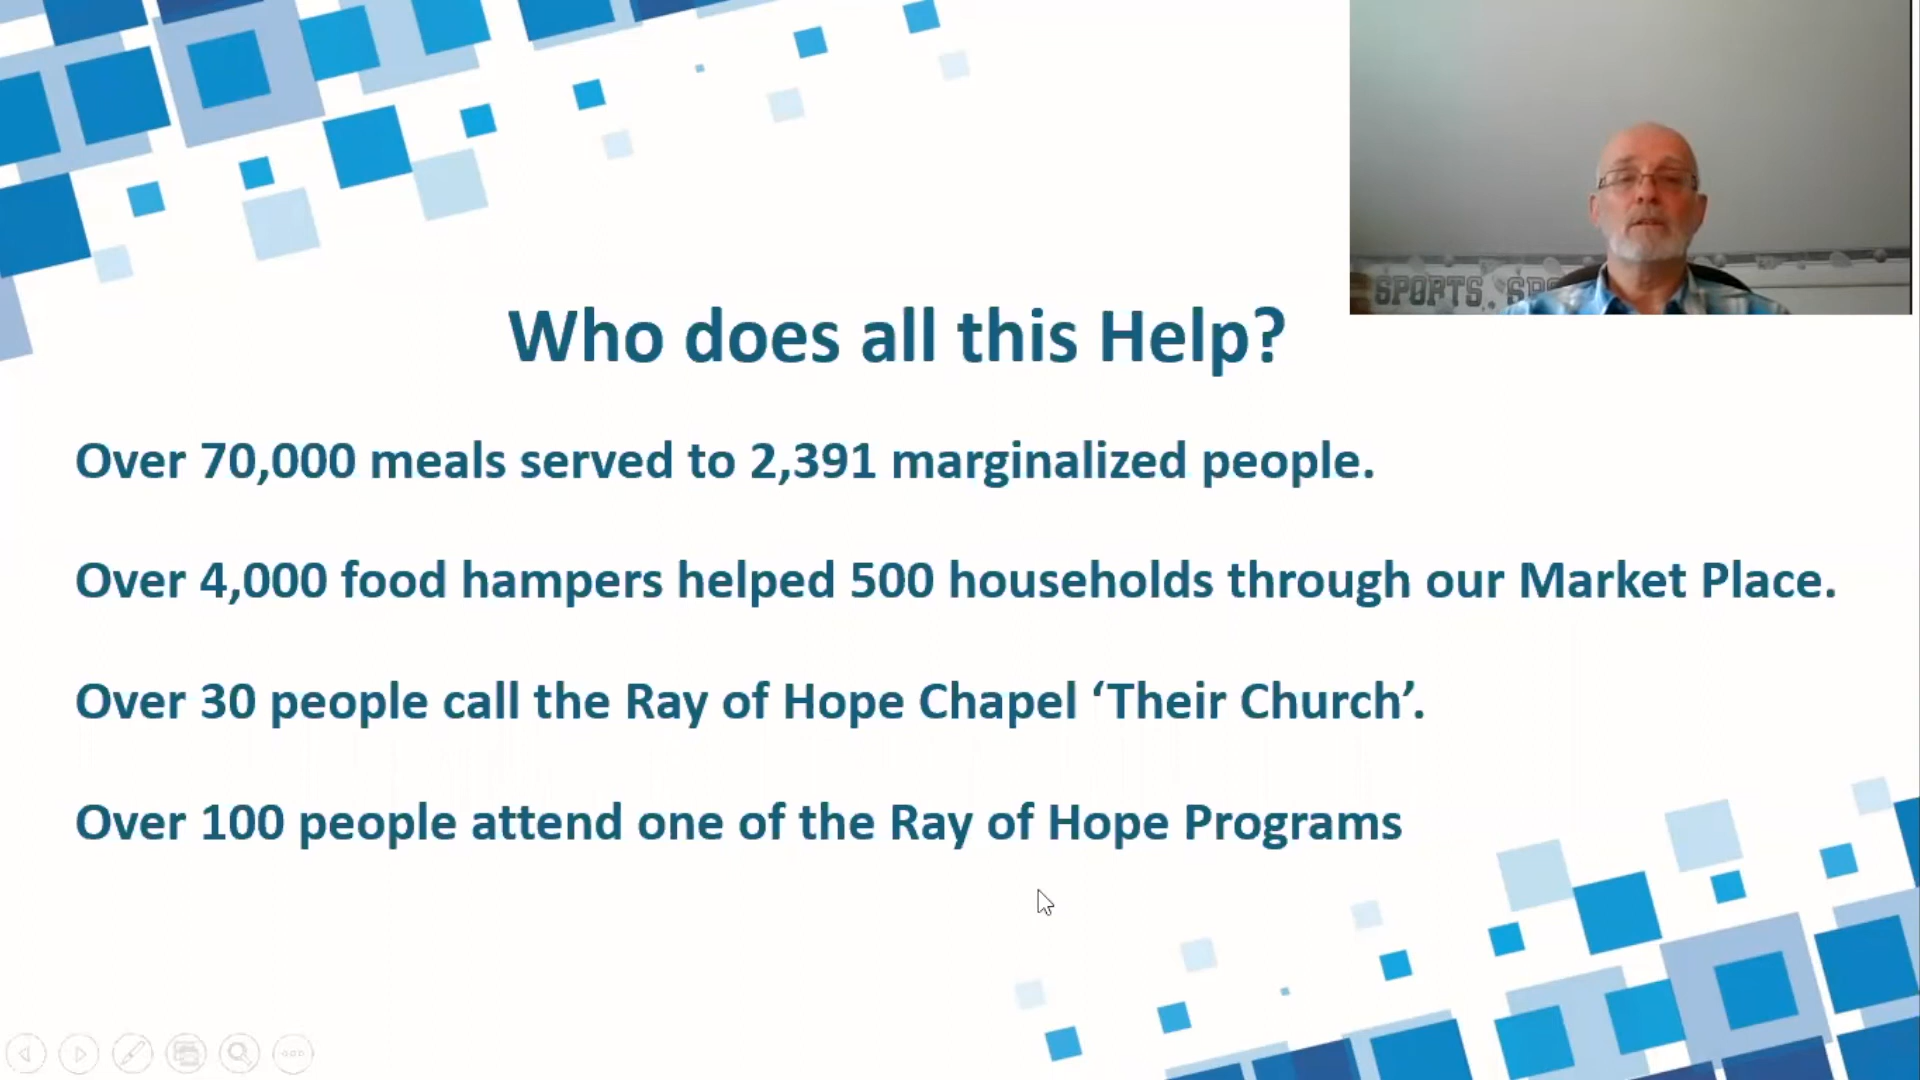 SPORTS. SP
Who does all this Help?
Over 70,000 meals served to 2,391 marginalized people.
Over 4,000 food hampers helped 500 households through our Market Place.
Over 30 people call the Ray of Hope Chapel ‘Their Church’.
Over 100 people attend one of the Ray of Hope Programs